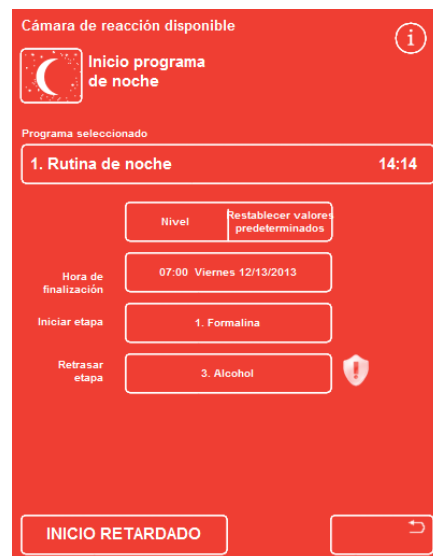 Cámara de reacción disponible
i
Inicio programa
de noche
Programa seleccionado
1. Rutina de noche 14:14
Nivel
Restablecer valores
predeterminados
Hora de
finalización
07:00 Viernes 12/13/2013
Iniciar etapa
1. Formalina
Retrasar
etapa
3. Alcohol
!
INICIO RETARDADO